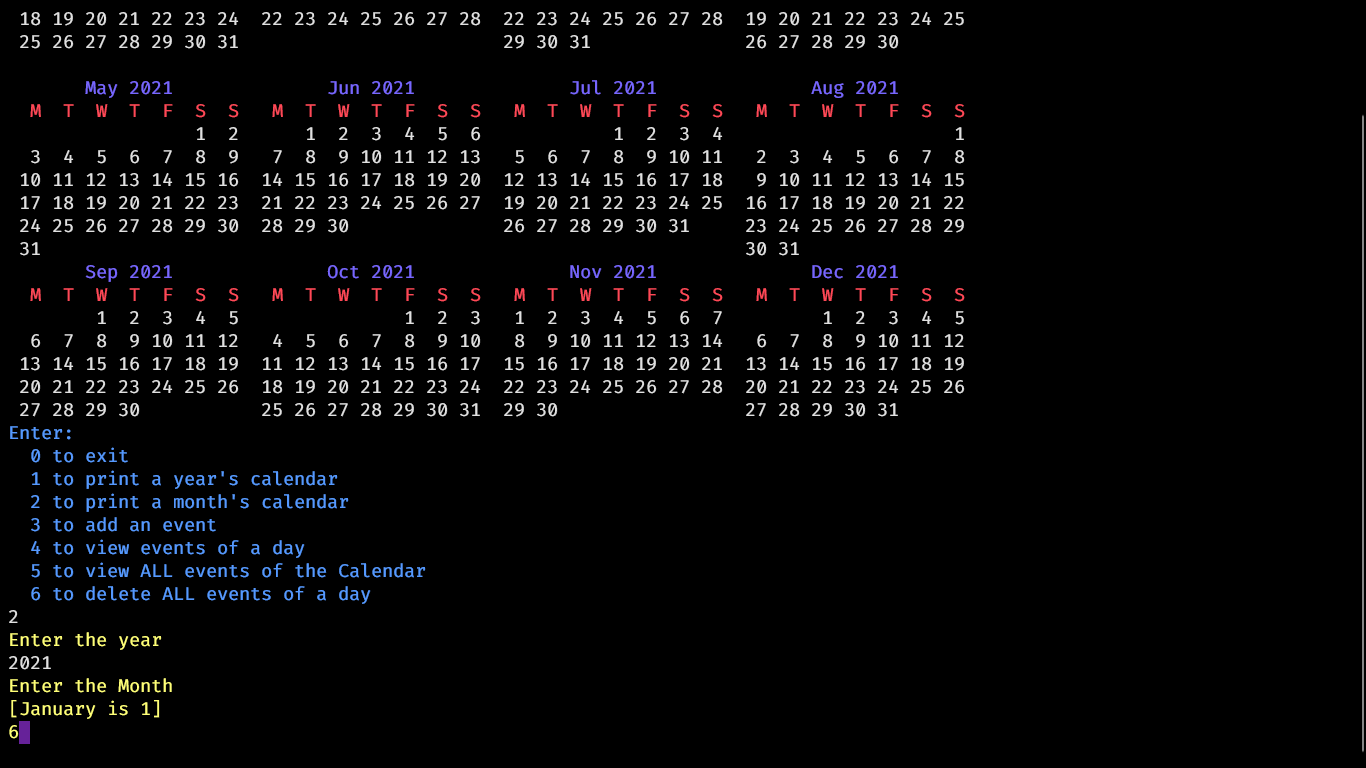 18 19 20 21 22 23 24  22 23 24 25 26 27 28  22 23 24 25 26 27 28  19 20 21 22 23 24 25
25 26 27 28 29 30 31                        29 30 31              26 27 28 29 30
May 2021              Jun 2021              Jul 2021              Aug 2021
M  T  W  T  F  S  S   M  T  W  T  F  S  S   M  T  W  T  F  S  S   M  T  W  T  F  S  S
                1  2      1  2  3  4  5  6            1  2  3  4                     1
 3  4  5  6  7  8  9   7  8  9 10 11 12 13   5  6  7  8  9 10 11   2  3  4  5  6  7  8
10 11 12 13 14 15 16  14 15 16 17 18 19 20  12 13 14 15 16 17 18   9 10 11 12 13 14 15
17 18 19 20 21 22 23  21 22 23 24 25 26 27  19 20 21 22 23 24 25  16 17 18 19 20 21 22
24 25 26 27 28 29 30  28 29 30              26 27 28 29 30 31     23 24 25 26 27 28 29
31                                                                30 31
Sep 2021              Oct 2021              Nov 2021              Dec 2021
M  T  W  T  F  S  S   M  T  W  T  F  S  S   M  T  W  T  F  S  S   M  T  W  T  F  S  S
       1  2  3  4  5               1  2  3   1  2  3  4  5  6  7         1  2  3  4  5
 6  7  8  9 10 11 12   4  5  6  7  8  9 10   8  9 10 11 12 13 14   6  7  8  9 10 11 12
13 14 15 16 17 18 19  11 12 13 14 15 16 17  15 16 17 18 19 20 21  13 14 15 16 17 18 19
20 21 22 23 24 25 26  18 19 20 21 22 23 24  22 23 24 25 26 27 28  20 21 22 23 24 25 26
27 28 29 30           25 26 27 28 29 30 31  29 30                 27 28 29 30 31
Enter:
0 to exit
1 to print a year's calendar
2 to print a month's calendar
3 to add an event
4 to view events of a day
5 to view ALL events of the Calendar
6 to delete ALL events of a day
2
Enter the year
2021
Enter the Month
[January is 1]
6